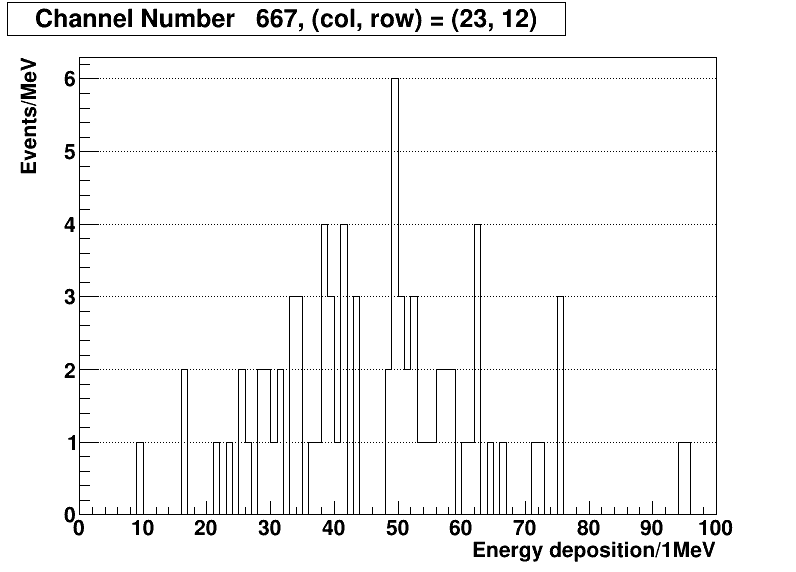 Channel Number 667, (col, row) = (23, 12)
Events/MeV
6
5
4
3
2
1
0
0 10 20 30 40 50 60 70 80 90 100
Energy deposition/1MeV